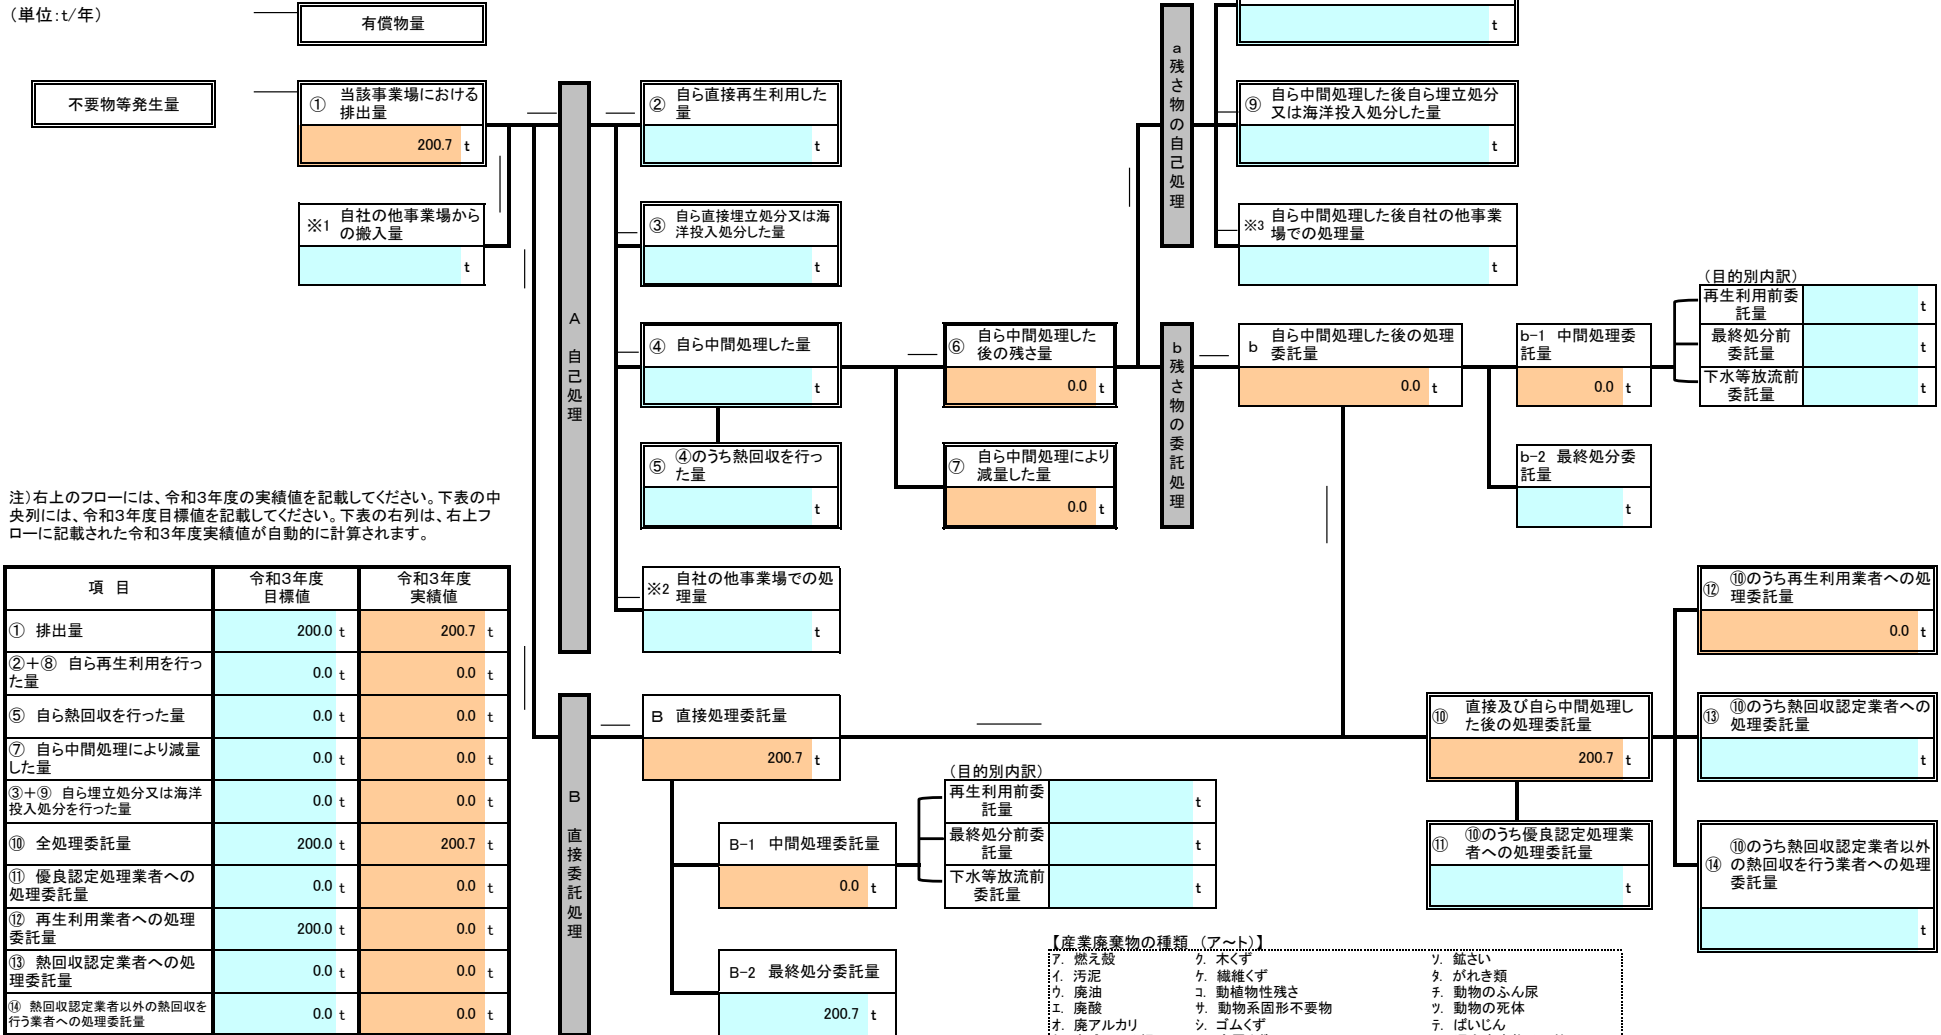 (単位:t/年)
有償物量
t
不要物等発生量
① 当該事業場における
排出量
200.7 t
② 自ら直接再生利用した
量
t
⑨ 自ら中間処理した後自ら埋立処分
又は海洋投入処分した量
t
a 残さ物の自己処理
※1 自社の他事業場から
の搬入量
t
③ 自ら直接埋立処分又は海
洋投入処分した量
t
※3 自ら中間処理した後自社の他事業
場での処理量
t
A 自己処理
④ 自ら中間処理した量
t
⑥ 自ら中間処理した
後の残さ量
0.0 t
b 残さ物の委託処理
b 自ら中間処理した後の処理
委託量
0.0 t
b-1 中間処理委
託量
0.0 t
(目的別内訳)
再生利用前委
託量
t
最終処分前
委託量
t
下水等放流前
委託量
t
⑤ ④のうち熱回収を行っ
た量
t
⑦ 自ら中間処理により
減量した量
0.0 t
b-2 最終処分委
託量
t
注)右上のフローには、令和3年度の実績値を記載してください。下表の中
央列には、令和3年度目標値を記載してください。下表の右列は、右上フ
ローに記載された令和3年度実績値が自動的に計算されます。
※2 自社の他事業場での処
理量
t
項 目 令和3年度 目標値 令和3年度 実績値
① 排出量 200.0 t 200.7 t
②+⑧ 自ら再生利用を行っ
た量 0.0 t 0.0 t
⑤ 自ら熱回収を行った量 0.0 t 0.0 t
⑦ 自ら中間処理により減量
した量 0.0 t 0.0 t
③+⑨ 自ら埋立処分又は海洋
投入処分を行った量 0.0 t 0.0 t
⑩ 全処理委託量 200.0 t 200.7 t
⑪ 優良認定処理業者への
処理委託量 0.0 t 0.0 t
⑫ 再生利用業者への処理
委託量 200.0 t 0.0 t
⑬ 熱回収認定業者への処
理委託量 0.0 t 0.0 t
⑭ 熱回収認定業者以外の熱回収を
行う業者への処理委託量 0.0 t 0.0 t
B 直接委託処理
B 直接処理委託量
200.7 t
B-1 中間処理委託量
0.0 t
(目的別内訳)
再生利用前委
託量
t
最終処分前委
託量
t
下水等放流前
委託量
t
B-2 最終処分委託量
200.7 t
⑩ 直接及び自ら中間処理し
た後の処理委託量
200.7 t
⑪ ⑩のうち優良認定処理業
者への処理委託量
t
⑫ ⑩のうち再生利用業者への処
理委託量
0.0 t
⑬ ⑩のうち熱回収認定業者への
処理委託量
t
⑭ ⑩のうち熱回収認定業者以外
の熱回収を行う業者への処理
委託量
t
【産業廃棄物の種類 (ア~ト)】
ア. 燃え殻 ク. 木くず ソ. 鉱さい
イ. 汚泥 ケ. 繊維くず タ. がれき類
ウ. 廃油 コ. 動植物性残さ チ. 動物のふん尿
エ. 廃酸 サ. 動物系固形不要物 ツ. 動物の死体
オ. 廃アルカリ シ. ゴムくず テ. ばいじん